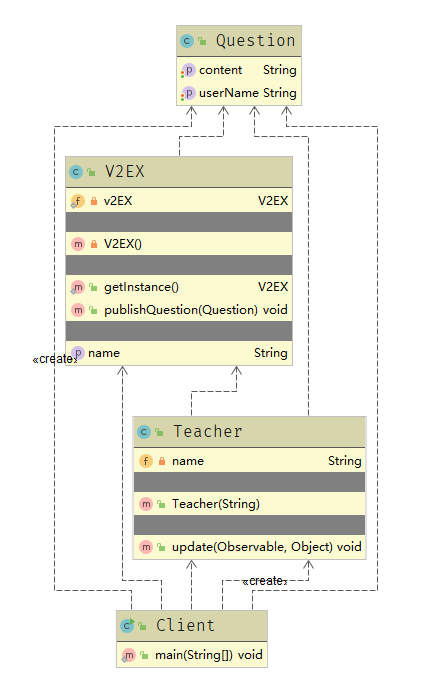 Question
content String
userName String
V2EX
v2EX V2EX
V2EX()
getInstance() V2EX
publishQuestion(Question) void
name String
«create»
Teacher
name String
Teacher(String)
update(Observable, Object) void
«create»
Client
main(String[]) void